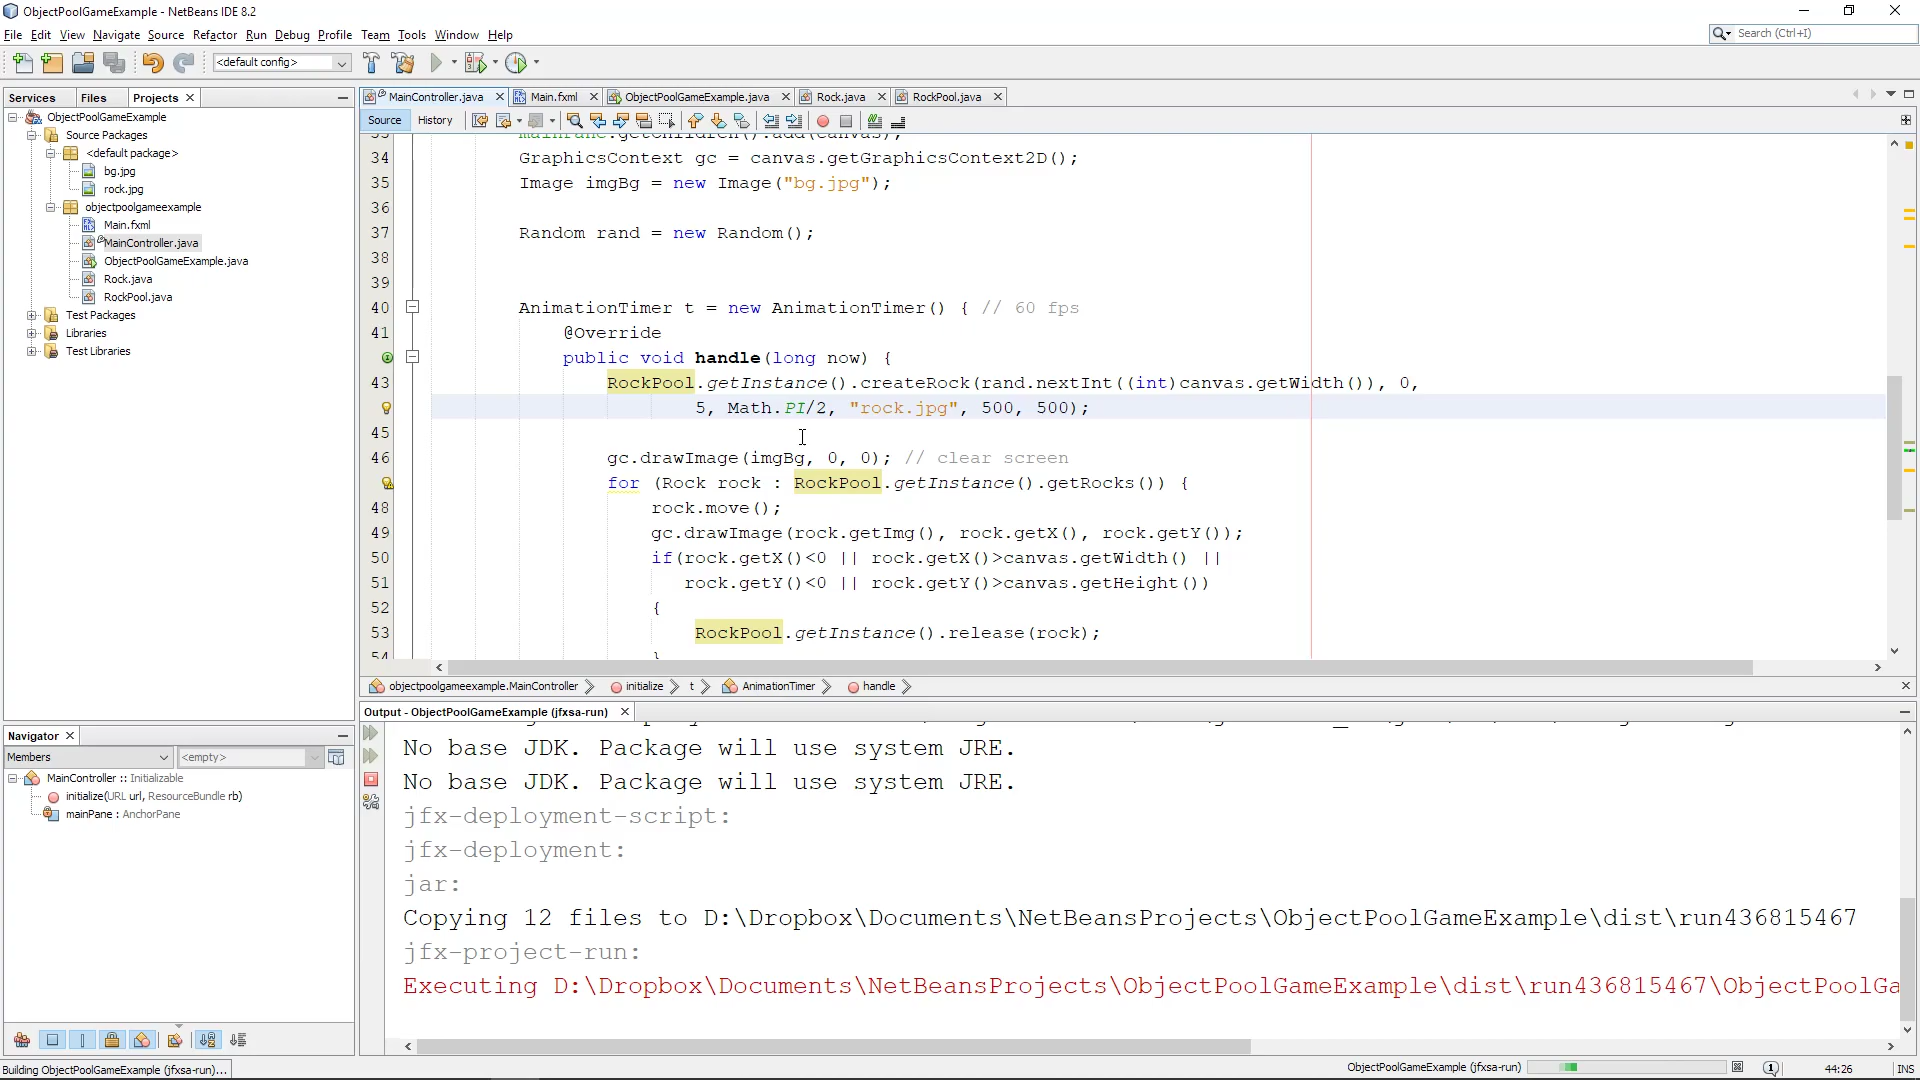 ObjectPoolGameExample - NetBeans IDE 8.2
File Edit View Navigate Source Refactor Run Debug Profile Team Tools Window Help
Search (Ctrl+I)
<default config>
Services Files Projects
MainController.java Main.fxml ObjectPoolGameExample.java Rock.java RockPool.java
Source History
ObjectPoolGameExample
Source Packages
<default package>
bg.jpg
rock.jpg
objectpoolgameexample
Main.fxml
MainController.java
ObjectPoolGameExample.java
Rock.java
RockPool.java
Test Packages
Libraries
Test Libraries
mainPane.getChildren().add(canvas);
34 GraphicsContext gc = canvas.getGraphicsContext2D();
35 Image imgBg = new Image("bg.jpg");
36
37 Random rand = new Random();
38
39
40 AnimationTimer t = new AnimationTimer() { // 60 fps
41 @Override
public void handle(long now) {
43 RockPool.getInstance().createRock(rand.nextInt((int)canvas.getWidth()), 0,
5, Math.PI/2, "rock.jpg", 500, 500);
45
46 gc.drawImage(imgBg, 0, 0); // clear screen
for (Rock rock : RockPool.getInstance().getRocks()) {
48 rock.move();
49 gc.drawImage(rock.getImg(), rock.getX(), rock.getY());
50 if(rock.getX()<0 || rock.getX()>canvas.getWidth() ||
51 rock.getY()<0 || rock.getY()>canvas.getHeight())
52 {
53 RockPool.getInstance().release(rock);
54 }
objectpoolgameexample.MainController initialize t AnimationTimer handle
Output - ObjectPoolGameExample (jfxsa-run)
No base JDK. Package will use system JRE.
No base JDK. Package will use system JRE.
jfx-deployment-script:
jfx-deployment:
jar:
Copying 12 files to D:\Dropbox\Documents\NetBeansProjects\ObjectPoolGameExample\dist\run436815467
jfx-project-run:
Executing D:\Dropbox\Documents\NetBeansProjects\ObjectPoolGameExample\dist\run436815467\ObjectPoolGa
Navigator
Members <empty>
MainController :: Initializable
initialize(URL url, ResourceBundle rb)
mainPane : AnchorPane
Building ObjectPoolGameExample (jfxsa-run)... ObjectPoolGameExample (jfxsa-run) 44:26 INS